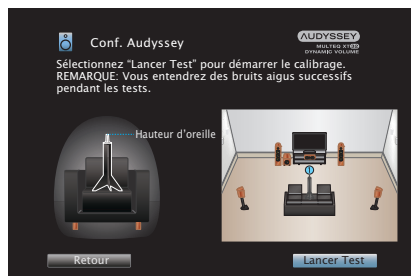 Conf. Audyssey
AUDYSSEY
MULTEQ XT32
DYNAMIC VOLUME
Sélectionnez “Lancer Test” pour démarrer le calibrage.
REMARQUE: Vous entendrez des bruits aigus successifs
pendant les tests.
Hauteur d’oreille
Retour
Lancer Test